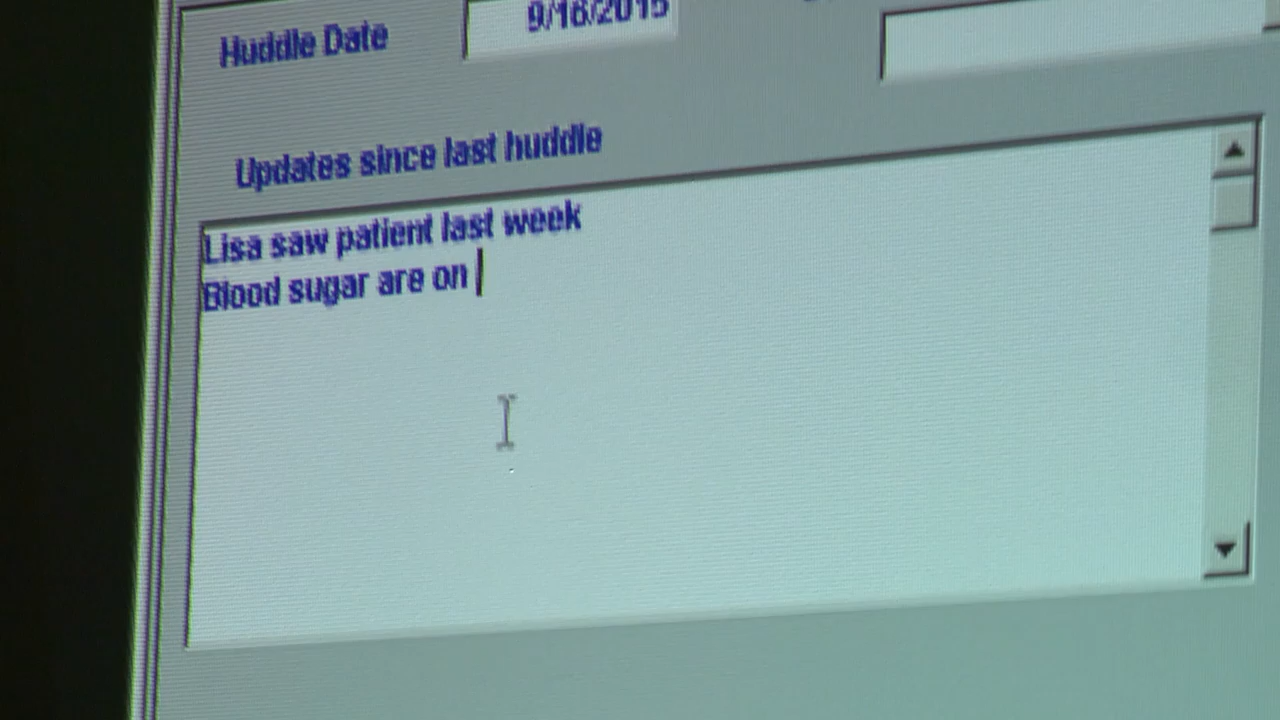 Huddle Date 9/16/2015
Updates since last huddle
Lisa saw patient last week
Blood sugar are on